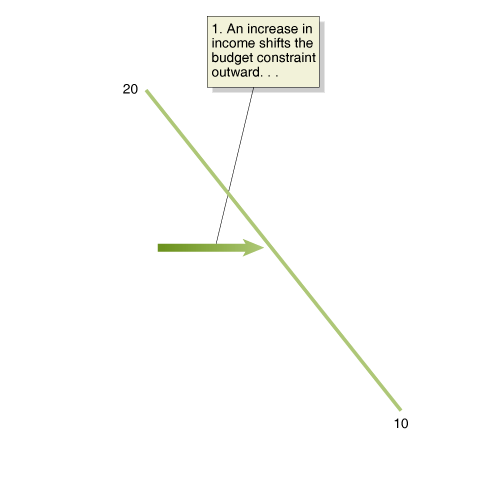 1. An increase in
income shifts the
budget constraint
outward. . .
20
10